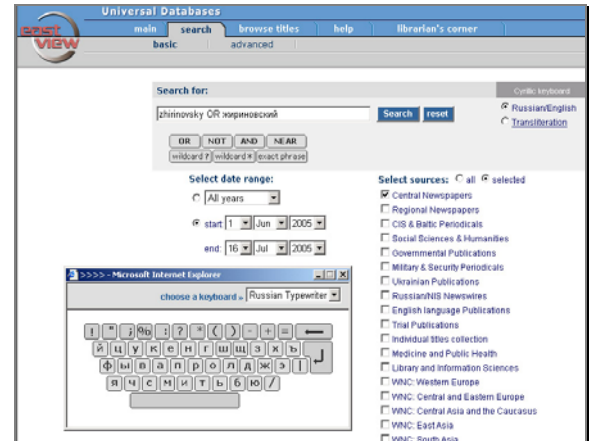 Universal Databases
east view
main search browse titles help librarian's corner
basic advanced
Search for:
Cyrillic keyboard
zhirinovsky OR жириновский
Search reset
Russian/English
Transliteration
OR NOT AND NEAR
wildcard ? wildcard * exact phrase
Select date range:
All years
start: 1 Jun 2005
end: 16 Jul 2005
Select sources: all selected
Central Newspapers
Regional Newspapers
CIS & Baltic Periodicals
Social Sciences & Humanities
Governmental Publications
Military & Security Periodicals
Ukrainian Publications
Russian/NIS Newswires
English language Publications
Trial Publications
Individual titles collection
Medicine and Public Health
Library and Information Sciences
WNC: Western Europe
WNC: Central and Eastern Europe
WNC: Central Asia and the Caucasus
WNC: East Asia
WNC: South Asia
>>>> - Microsoft Internet Explorer
choose a keyboard » Russian Typewriter
! " ; % : ? * ( ) - + =
й ц у к е н г ш щ з х ъ
ф ы в а п р о л д ж э |
я ч с м и т ь б ю /